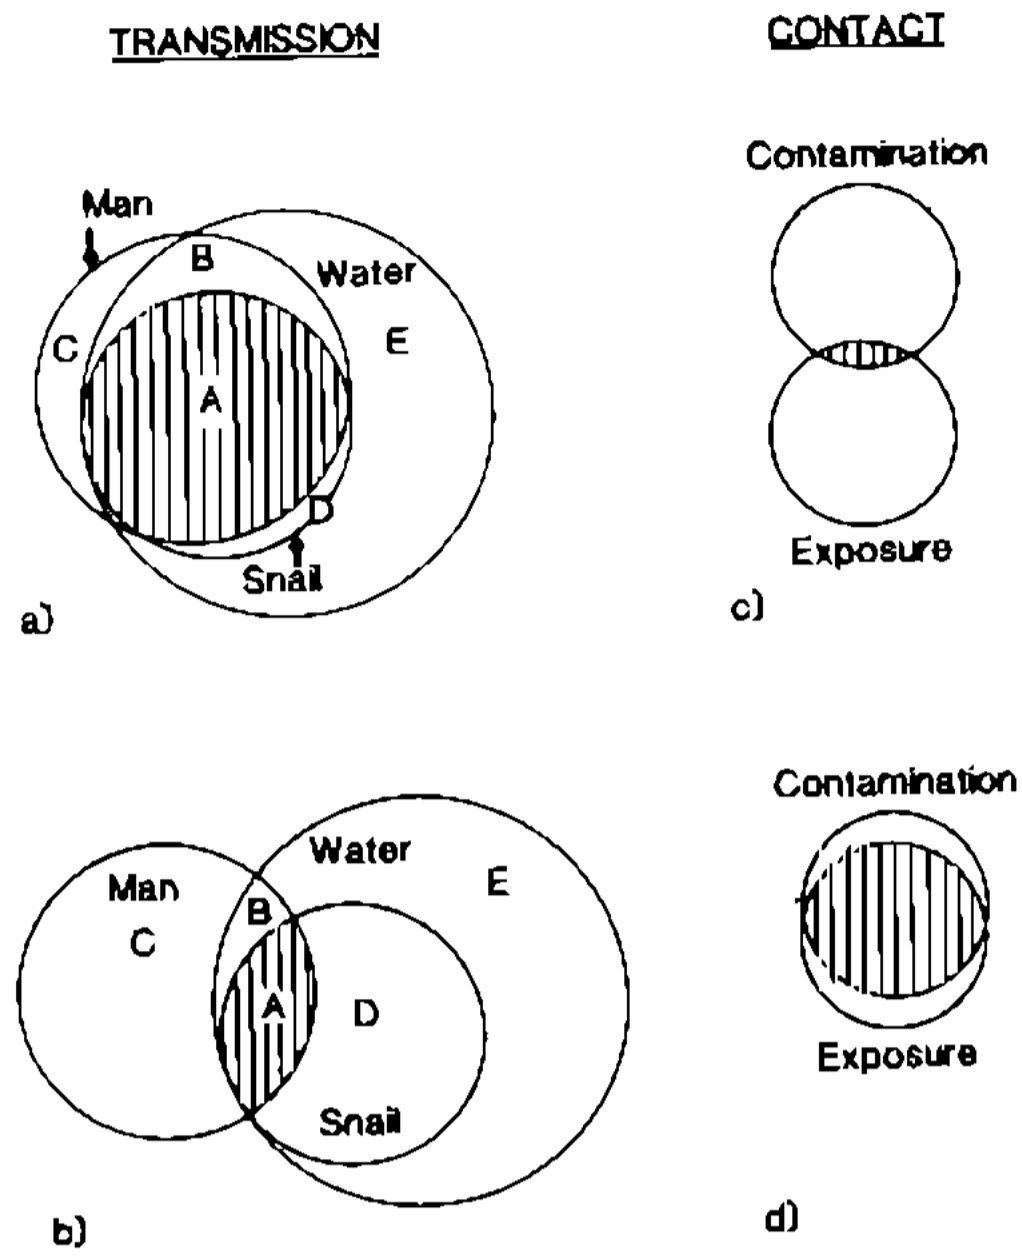 TRANSMISSION
CONTACT
Man
B
Water
C
E
A
D
Snail
a)
Contamination
Exposure
c)
Water
Man
E
B
C
A
D
Snail
b)
Contamination
Exposure
d)